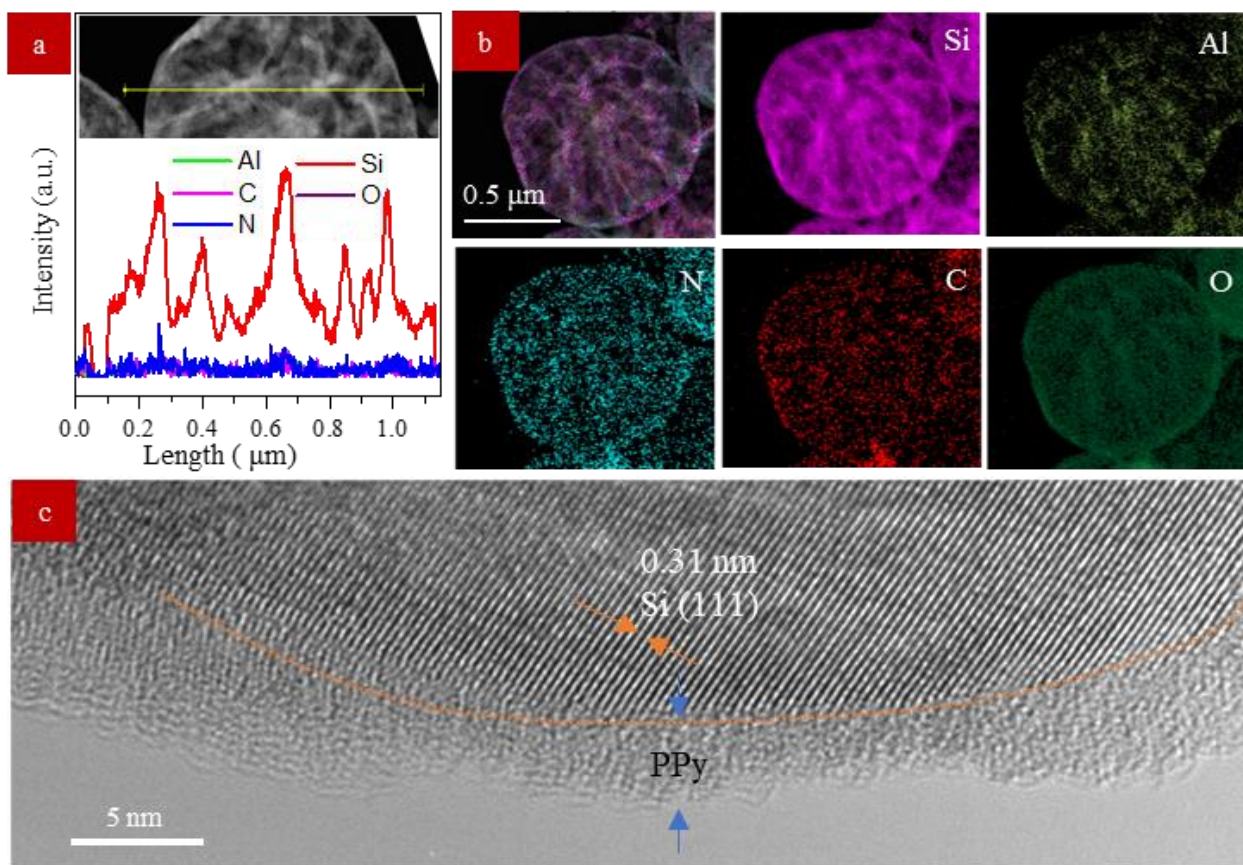 a
Al
Si
C
O
N
Intensity (a.u.)
0.0 0.2 0.4 0.6 0.8 1.0
Length ( μm)
b
0.5 μm
Si
Al
N
C
O
c
0.31 nm
Si (111)
PPy
5 nm